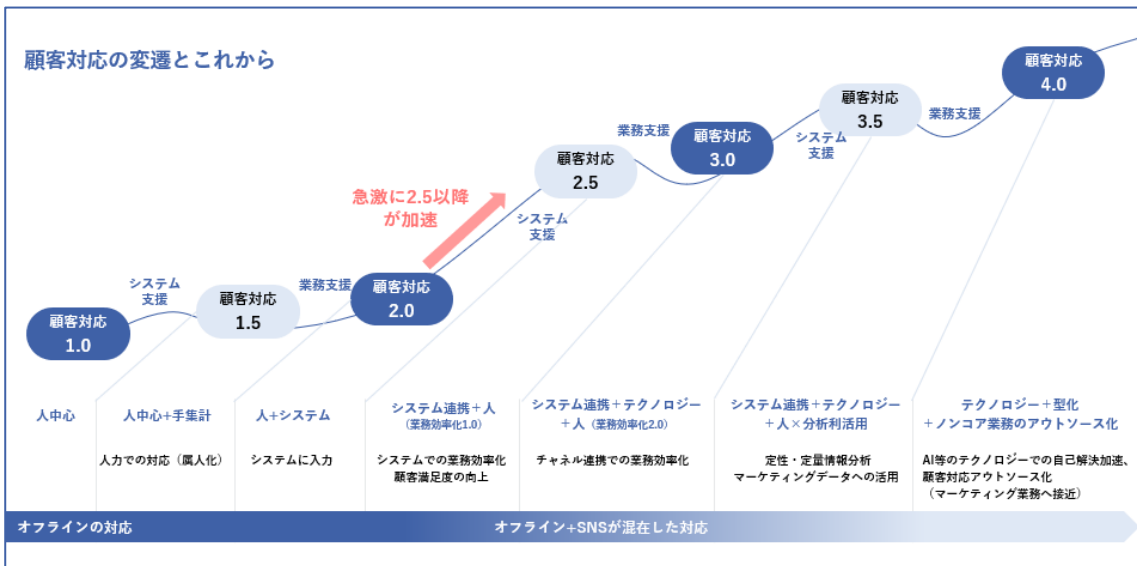 顧客対応の変遷とこれから
顧客対応
1.0
システム
支援
顧客対応
1.5
業務支援
顧客対応
2.0
急激に2.5以降
が加速
システム
支援
顧客対応
2.5
業務支援
顧客対応
3.0
システム
支援
顧客対応
3.5
業務支援
顧客対応
4.0
人中心
人中心+手集計
人力での対応（属人化）
人+システム
システムに入力
システム連携＋人
（業務効率化1.0）
システムでの業務効率化
顧客満足度の向上
システム連携＋テクノロジー
＋人（業務効率化2.0）
チャネル連携での業務効率化
システム連携＋テクノロジー
＋人×分析利活用
定性・定量情報分析
マーケティングデータへの活用
テクノロジー＋型化
＋ノンコア業務のアウトソース化
AI等のテクノロジーでの自己解決加速、
顧客対応アウトソース化
（マーケティング業務へ接近）
オフラインの対応
オフライン+SNSが混在した対応